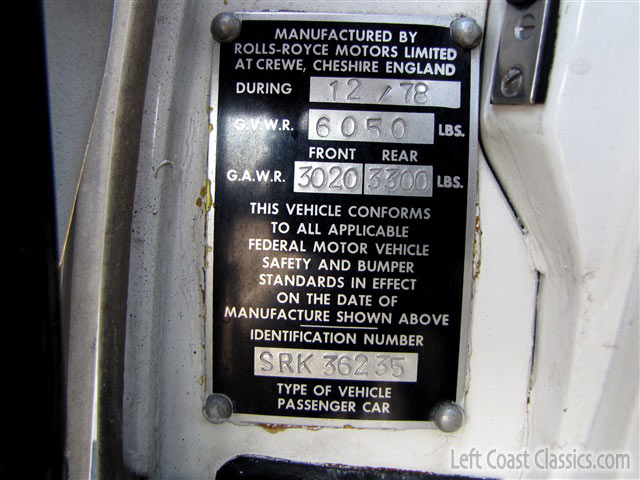 MANUFACTURED BY
ROLLS-ROYCE MOTORS LIMITED
AT CREWE, CHESHIRE ENGLAND
DURING 12/78
G.V.W.R. 6050 LBS.
FRONT REAR
G.A.W.R. 3020 3300 LBS.
THIS VEHICLE CONFORMS
TO ALL APPLICABLE
FEDERAL MOTOR VEHICLE
SAFETY AND BUMPER
STANDARDS IN EFFECT
ON THE DATE OF
MANUFACTURE SHOWN ABOVE
IDENTIFICATION NUMBER
SRK36235
TYPE OF VEHICLE
PASSENGER CAR
Left Coast Classics.com